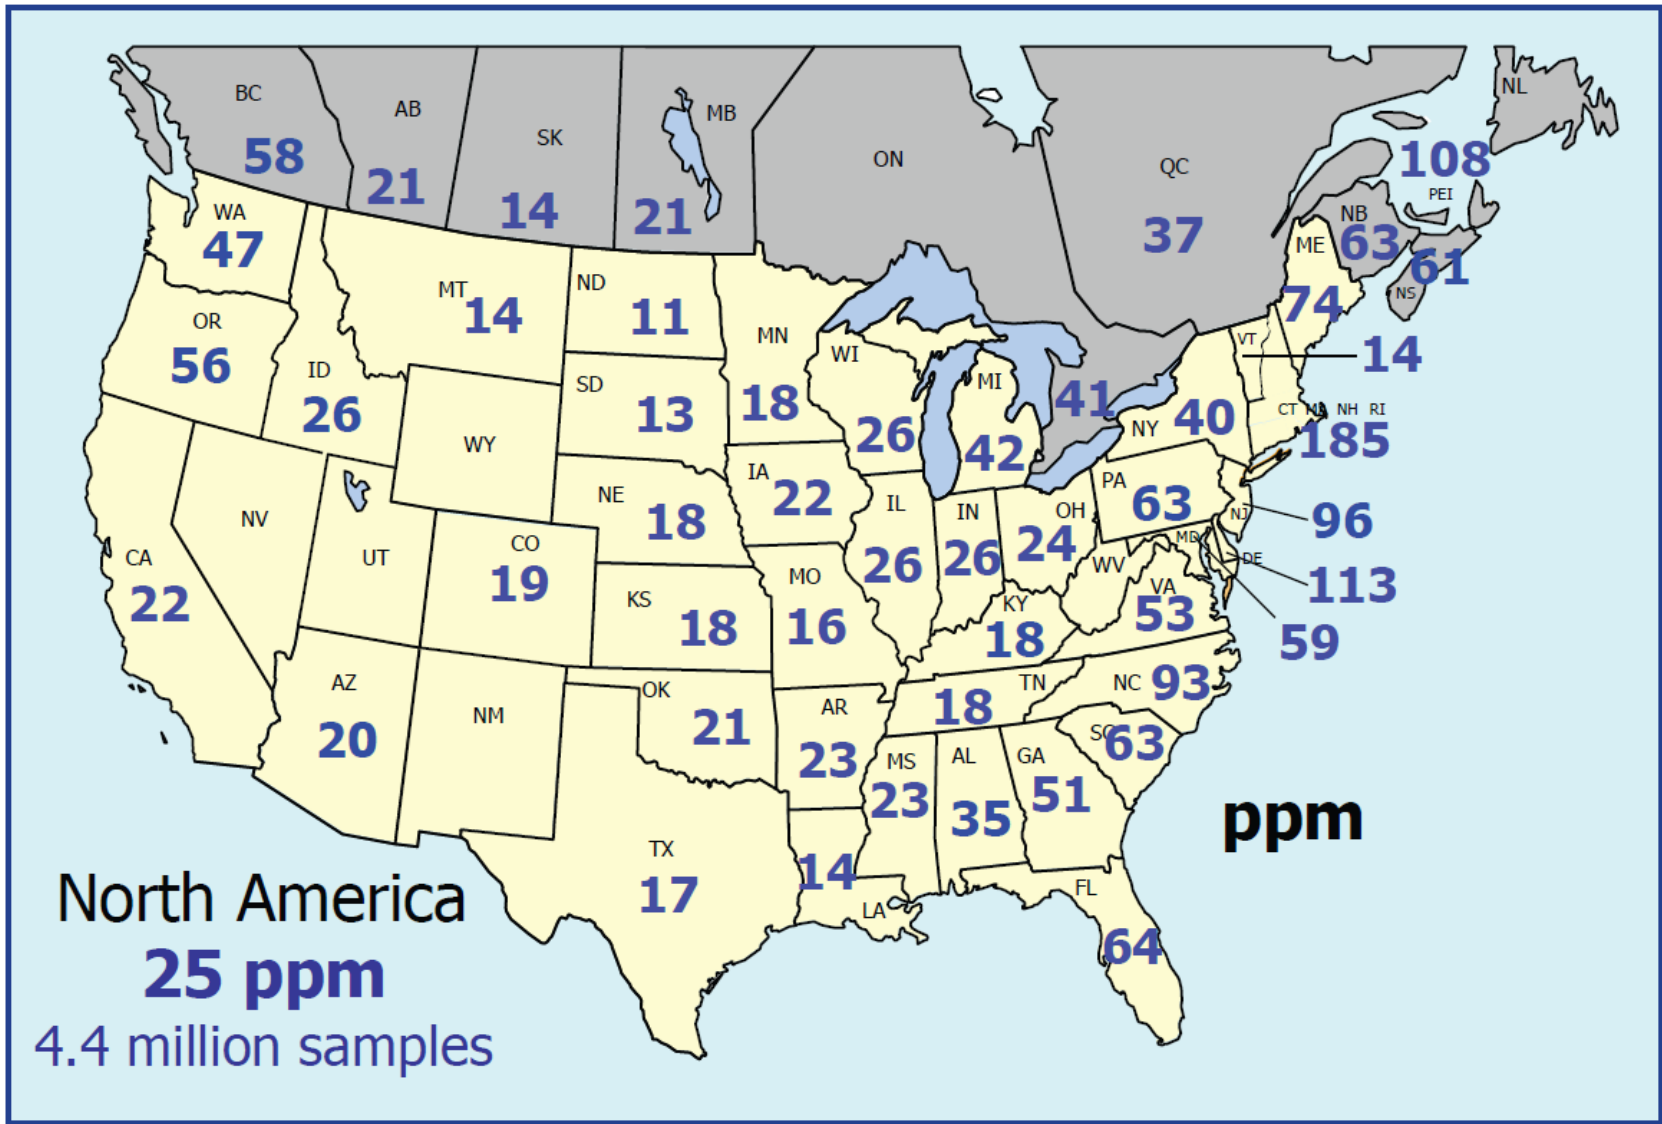 BC
58
AB
21
SK
14
MB
21
ON
41
QC
37
NL
108
PEI
NB
63
61
NS
WA
47
OR
56
ID
26
MT
14
ND
11
SD
13
MN
18
WI
26
MI
42
ME
74
VT
14
CT MA NH RI
185
NY
40
PA
63
NJ
96
MD
DE
113
59
WY
NE
18
IA
22
IL
26
IN
26
OH
24
WV
VA
53
KY
18
CA
22
NV
UT
CO
19
KS
18
MO
16
AZ
20
NM
OK
21
AR
23
TN
18
NC
93
SC
63
MS
23
AL
35
GA
51
TX
17
14
LA
FL
64
ppm
North America
25 ppm
4.4 million samples